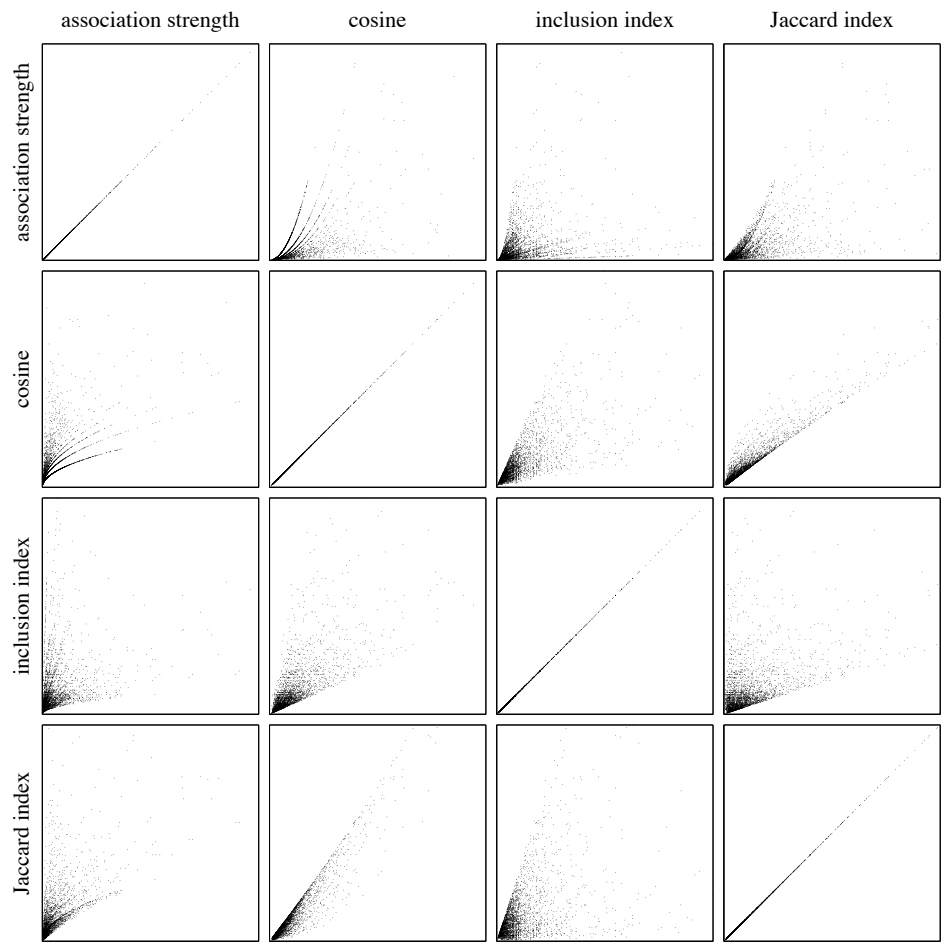 association strength
cosine
inclusion index
Jaccard index
association strength
cosine
inclusion index
Jaccard index